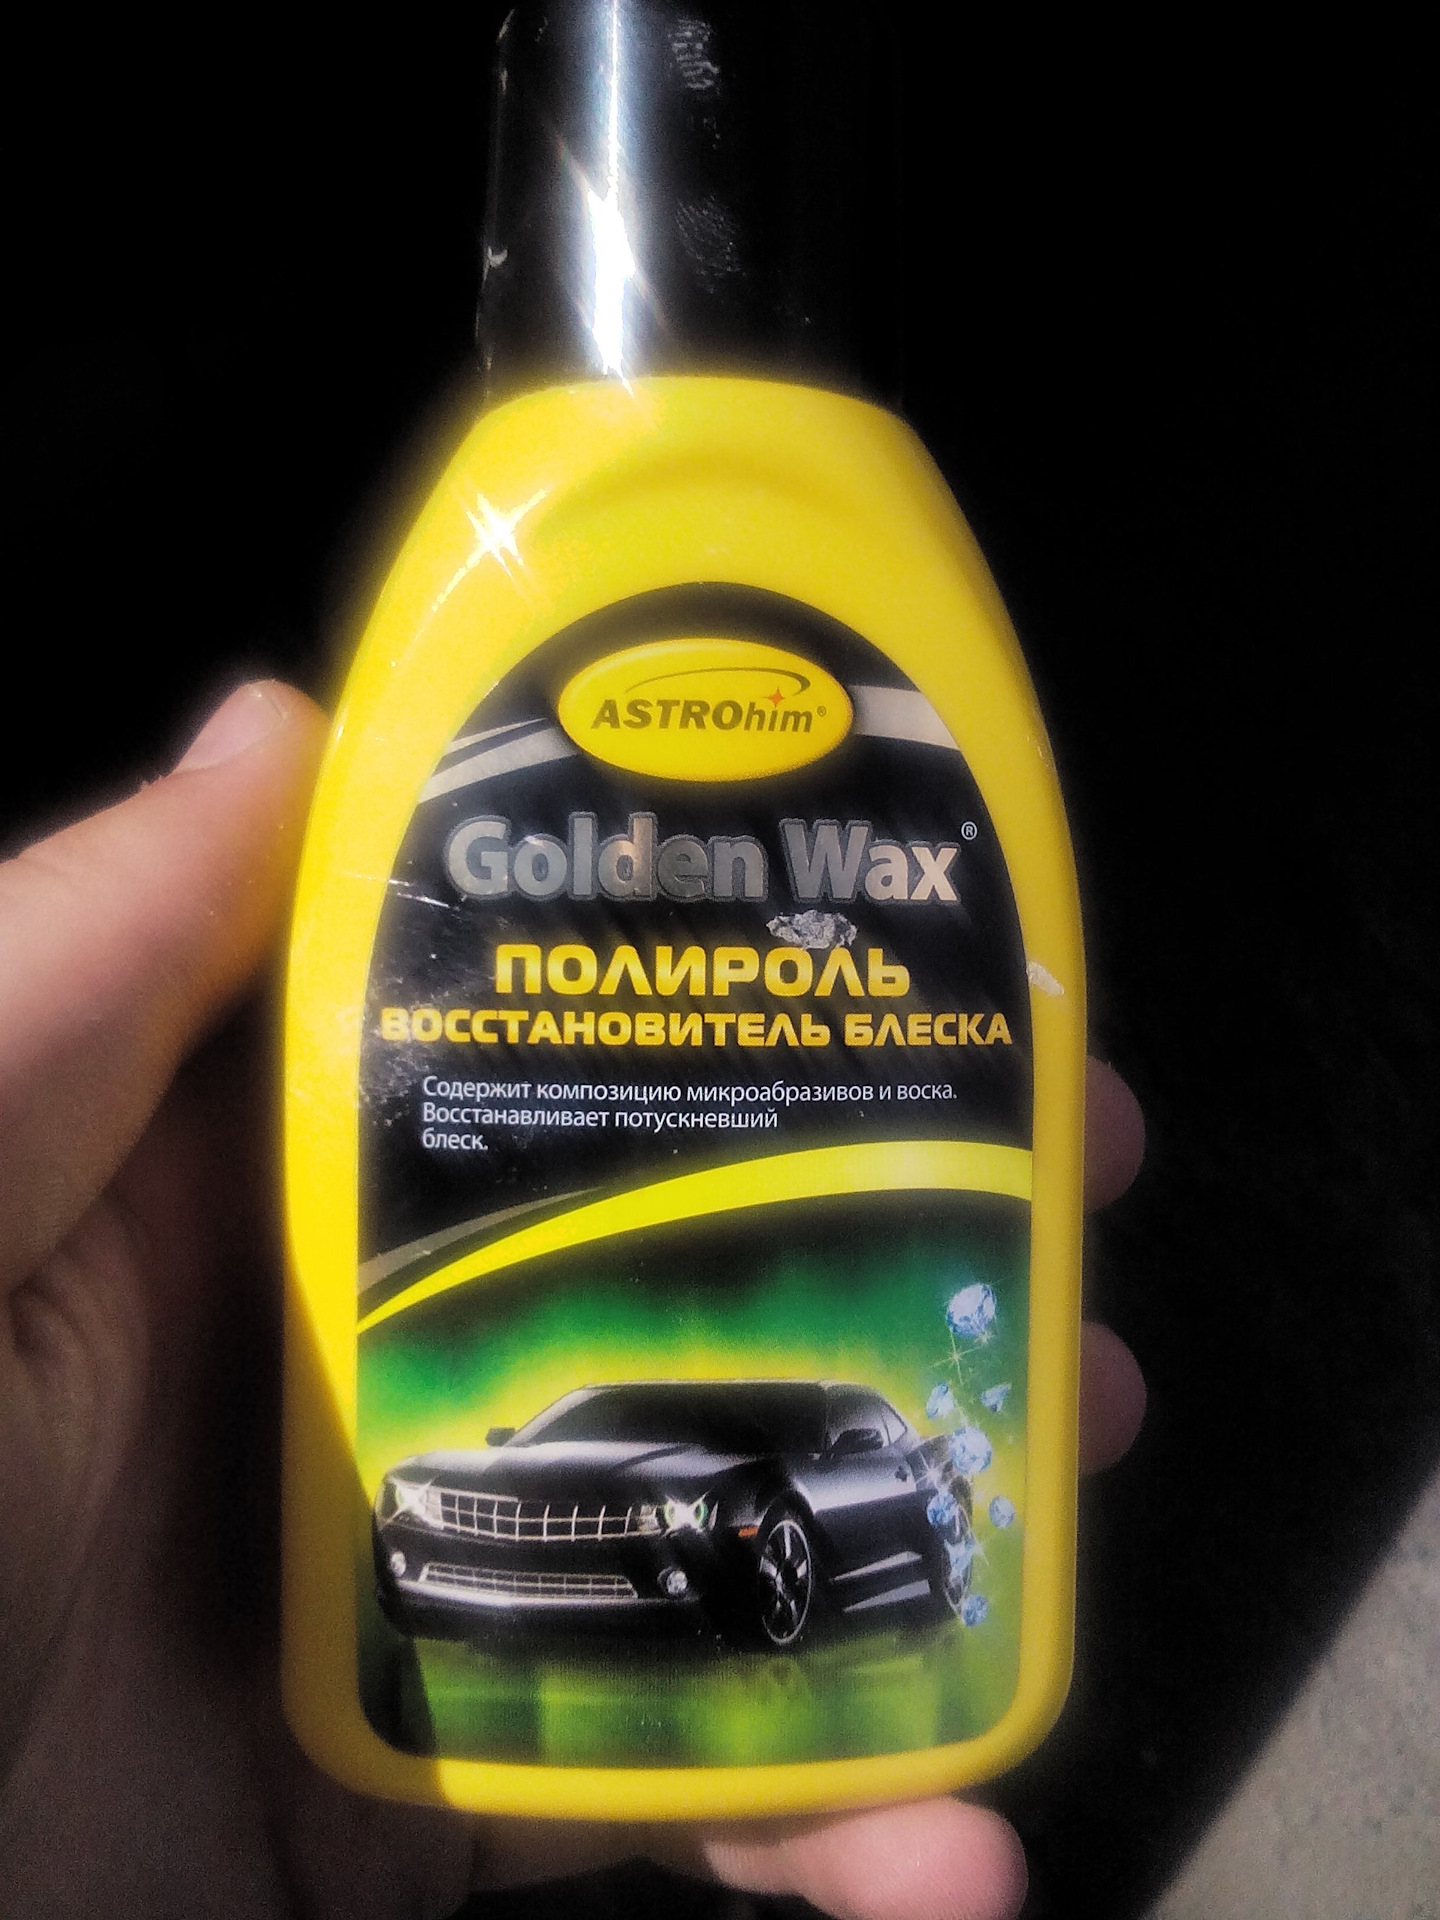 ASTROhim®
Golden Wax®
ПОЛИРОЛЬ
ВОССТАНОВИТЕЛЬ БЛЕСКА
Содержит композицию микроабразивов и воска.
Восстанавливает потускневший
блеск.